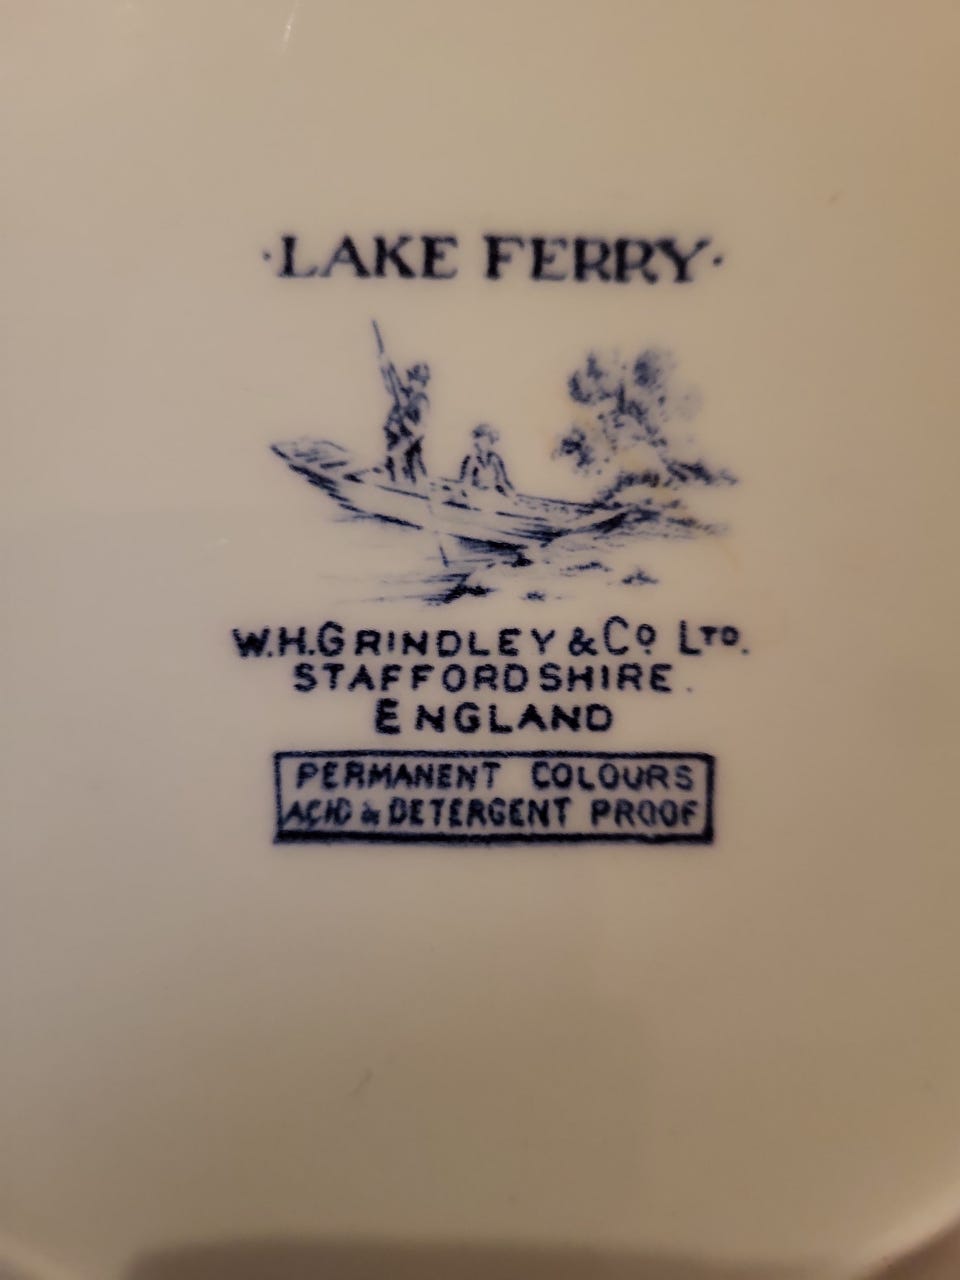 ·LAKE FERRY·
W.H.GRINDLEY & Cº LTD.
STAFFORDSHIRE.
ENGLAND
PERMANENT COLOURS
ACID & DETERGENT PROOF